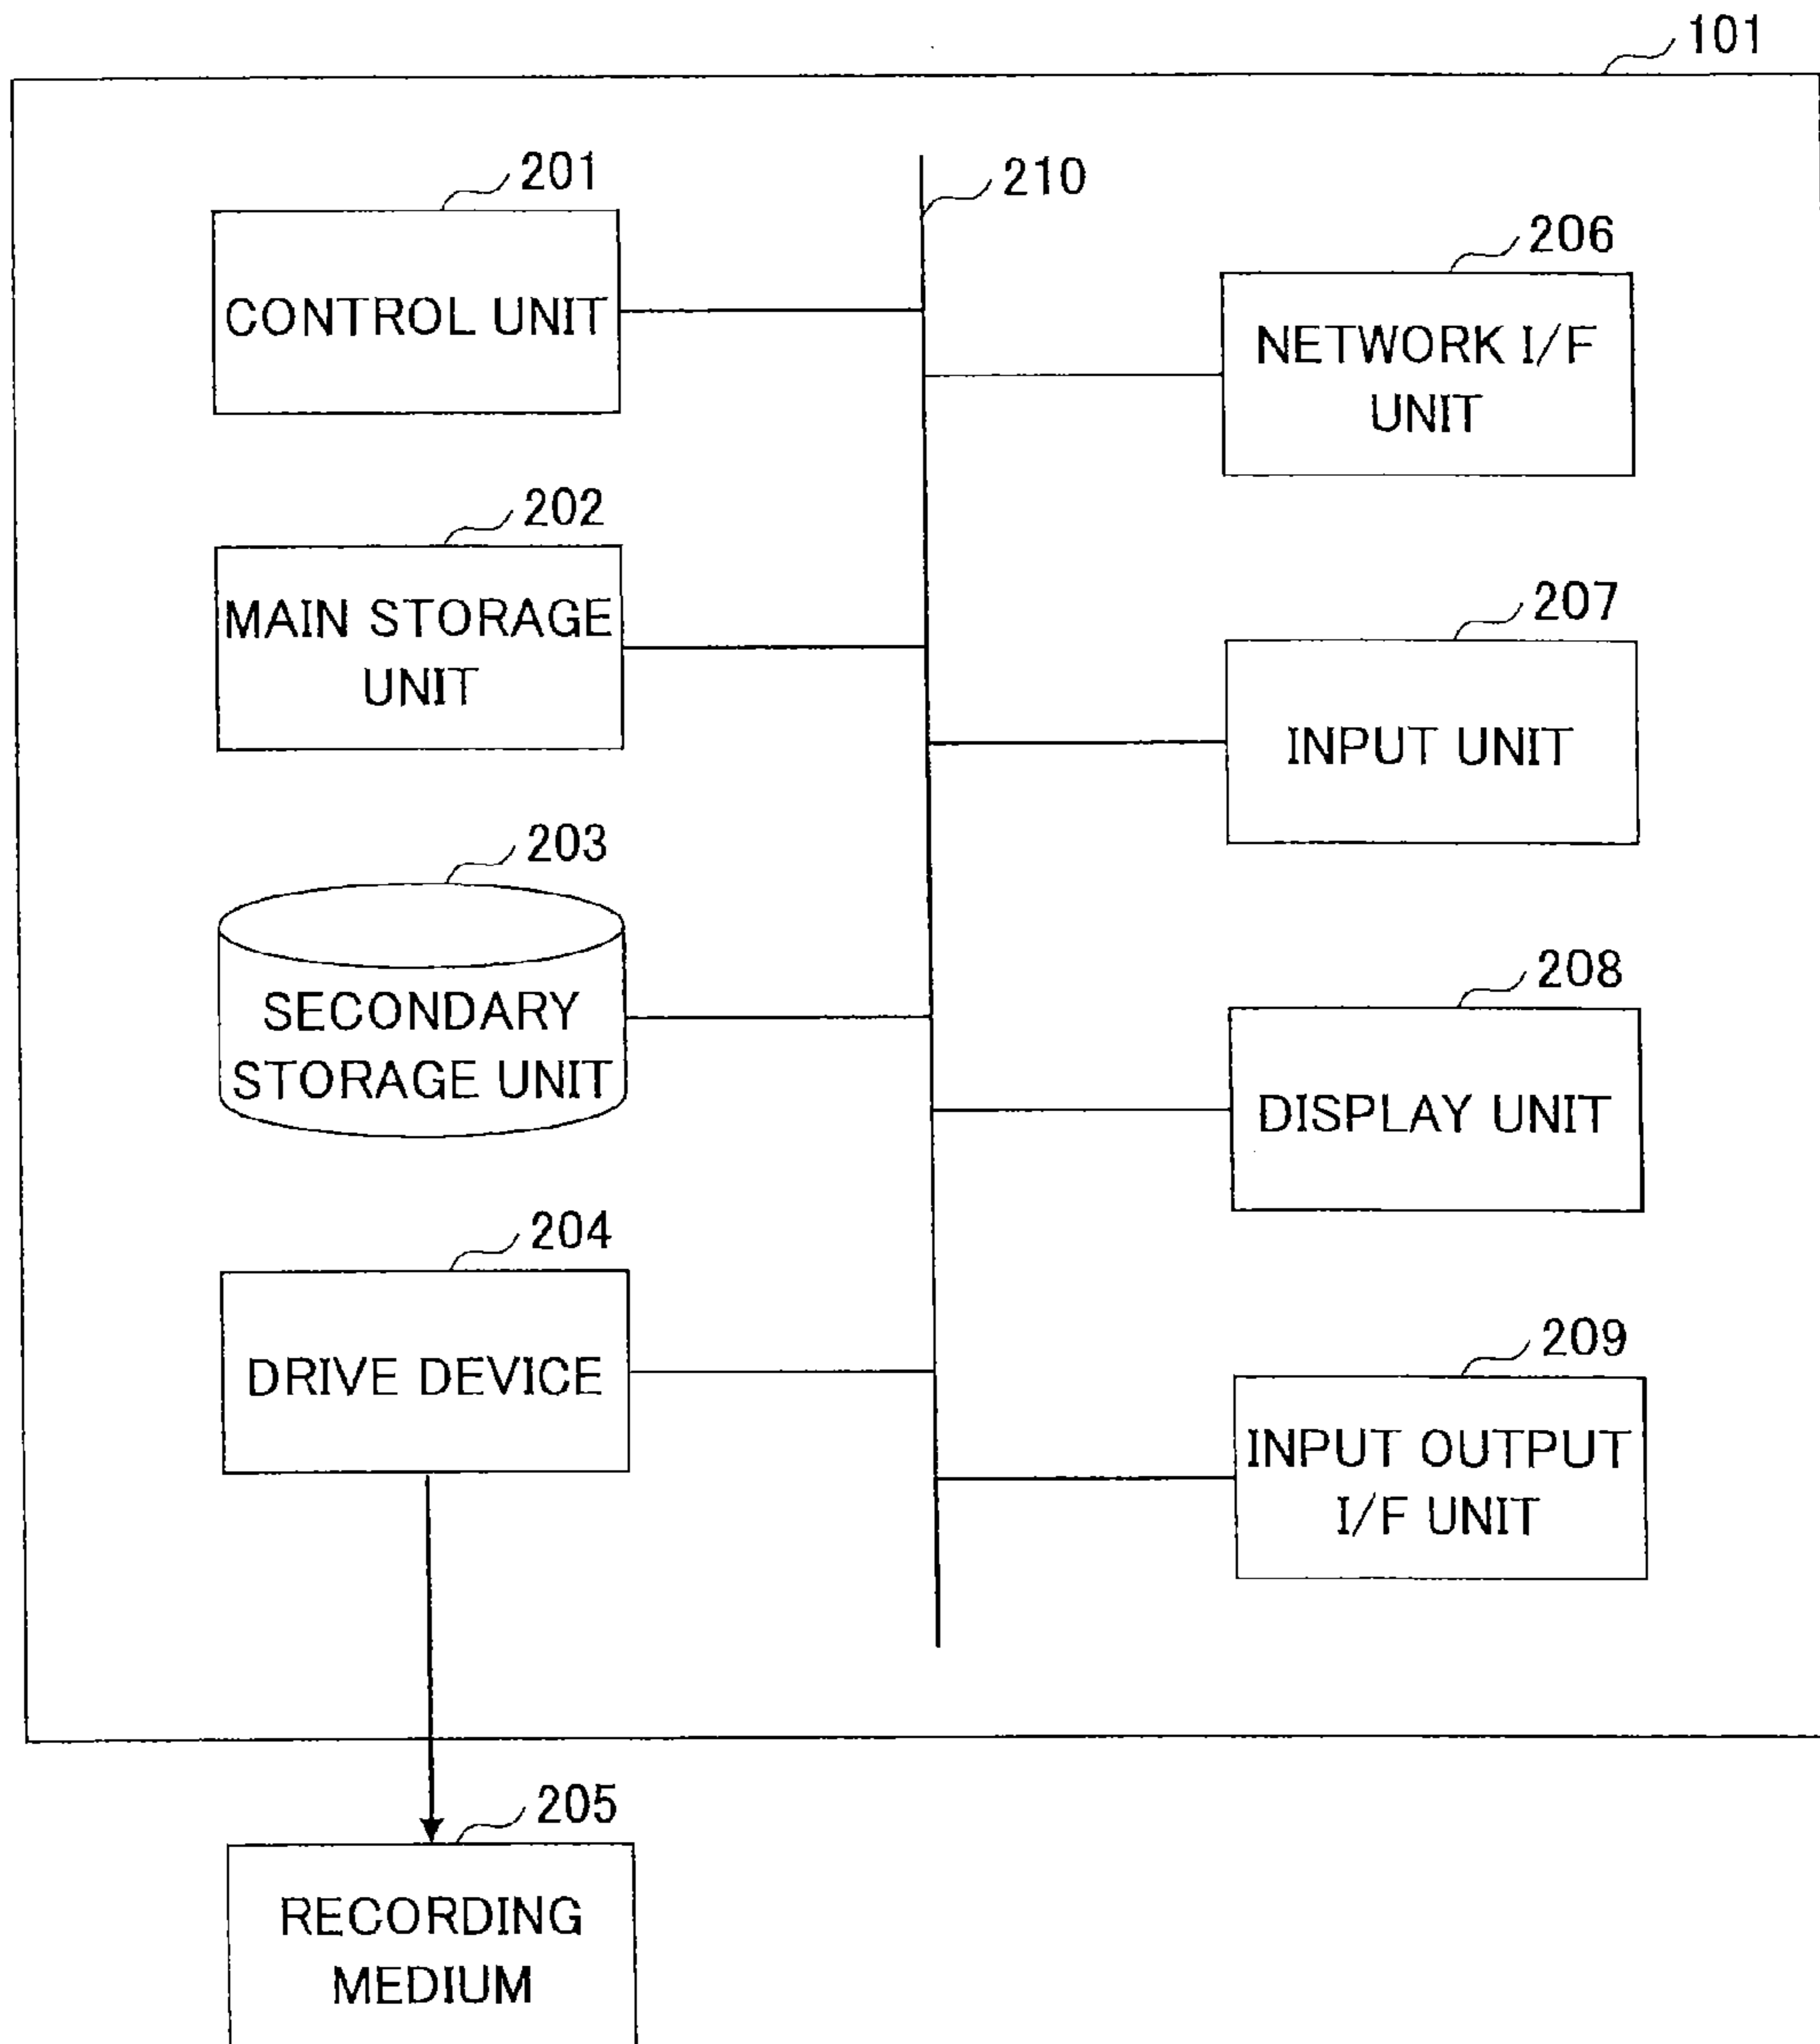 101
201
CONTROL UNIT
202
MAIN STORAGE
UNIT
203
SECONDARY
STORAGE UNIT
204
DRIVE DEVICE
205
RECORDING
MEDIUM
210
206
NETWORK I/F
UNIT
207
INPUT UNIT
208
DISPLAY UNIT
209
INPUT OUTPUT
I/F UNIT